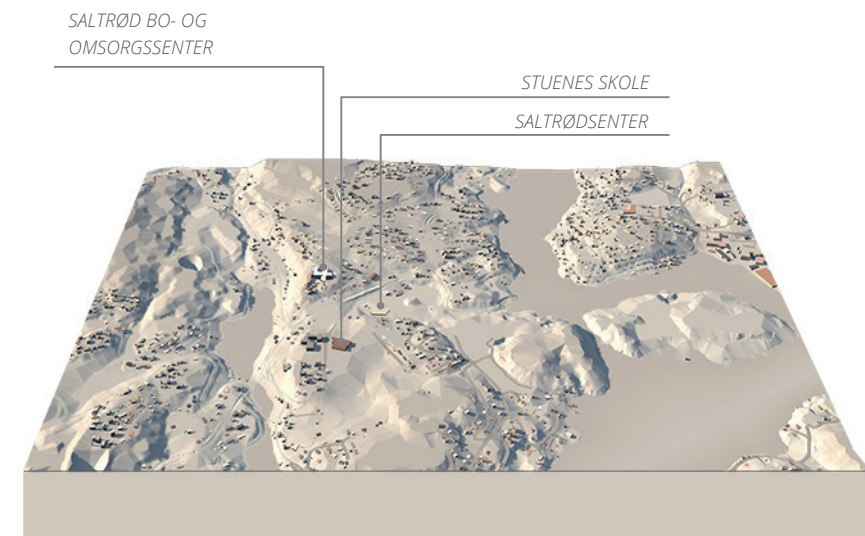 SALTRØD BO- OG
OMSORGSSENTER
STUENES SKOLE
SALTRØDSENTER